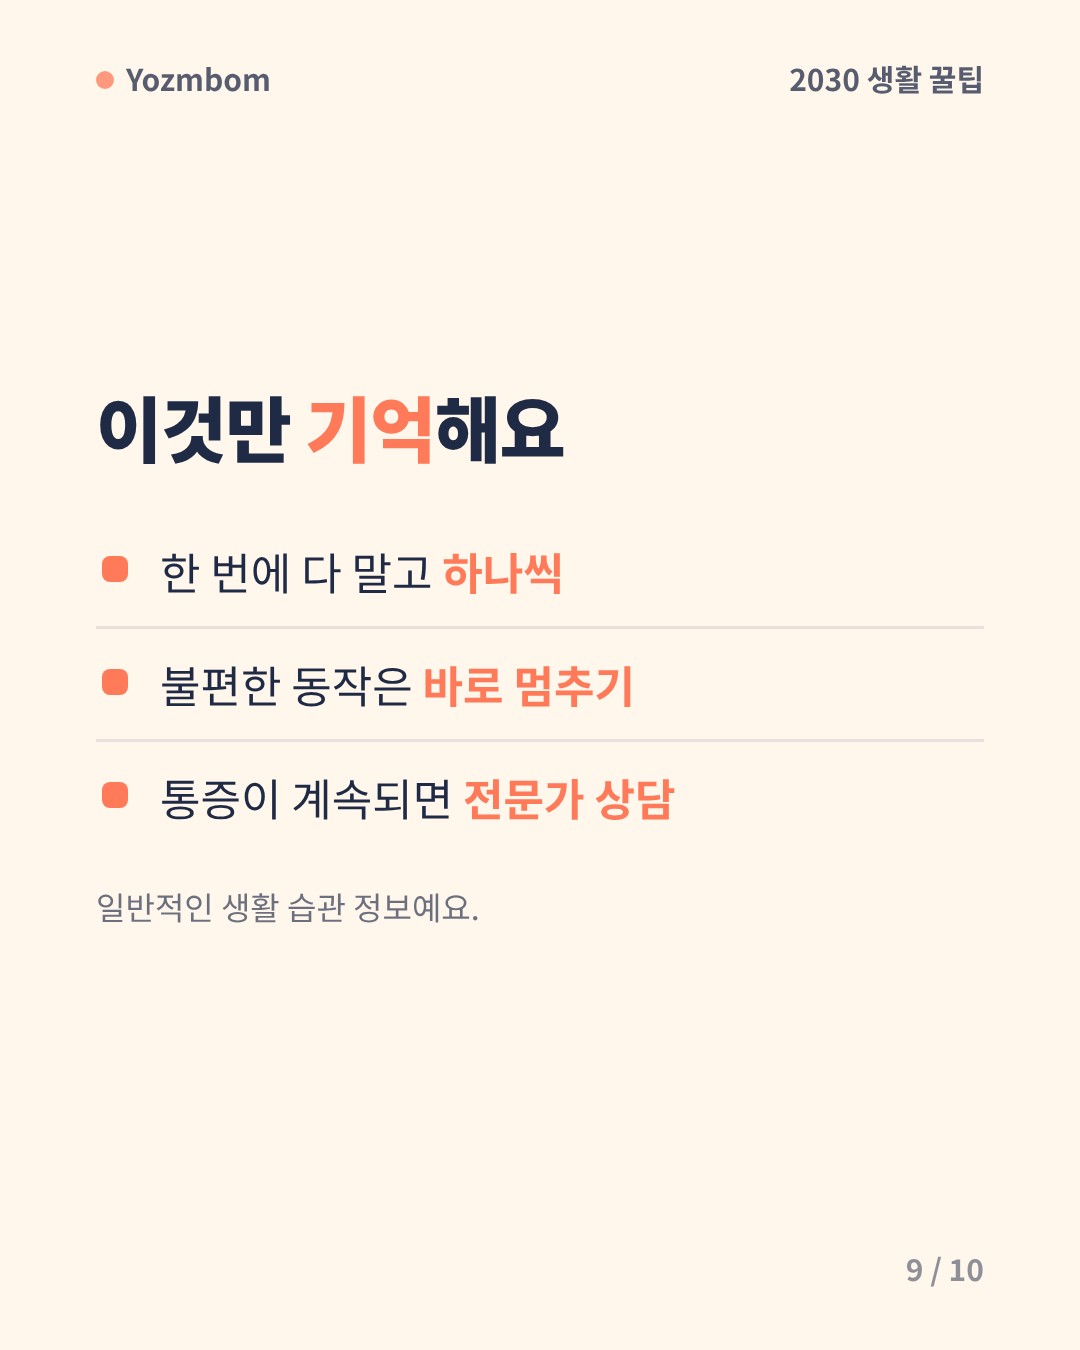 Yozmbom
2030 생활 꿀팁
이것만 기억해요
한 번에 다 말고 하나씩
불편한 동작은 바로 멈추기
통증이 계속되면 전문가 상담
일반적인 생활 습관 정보예요.
9 / 10